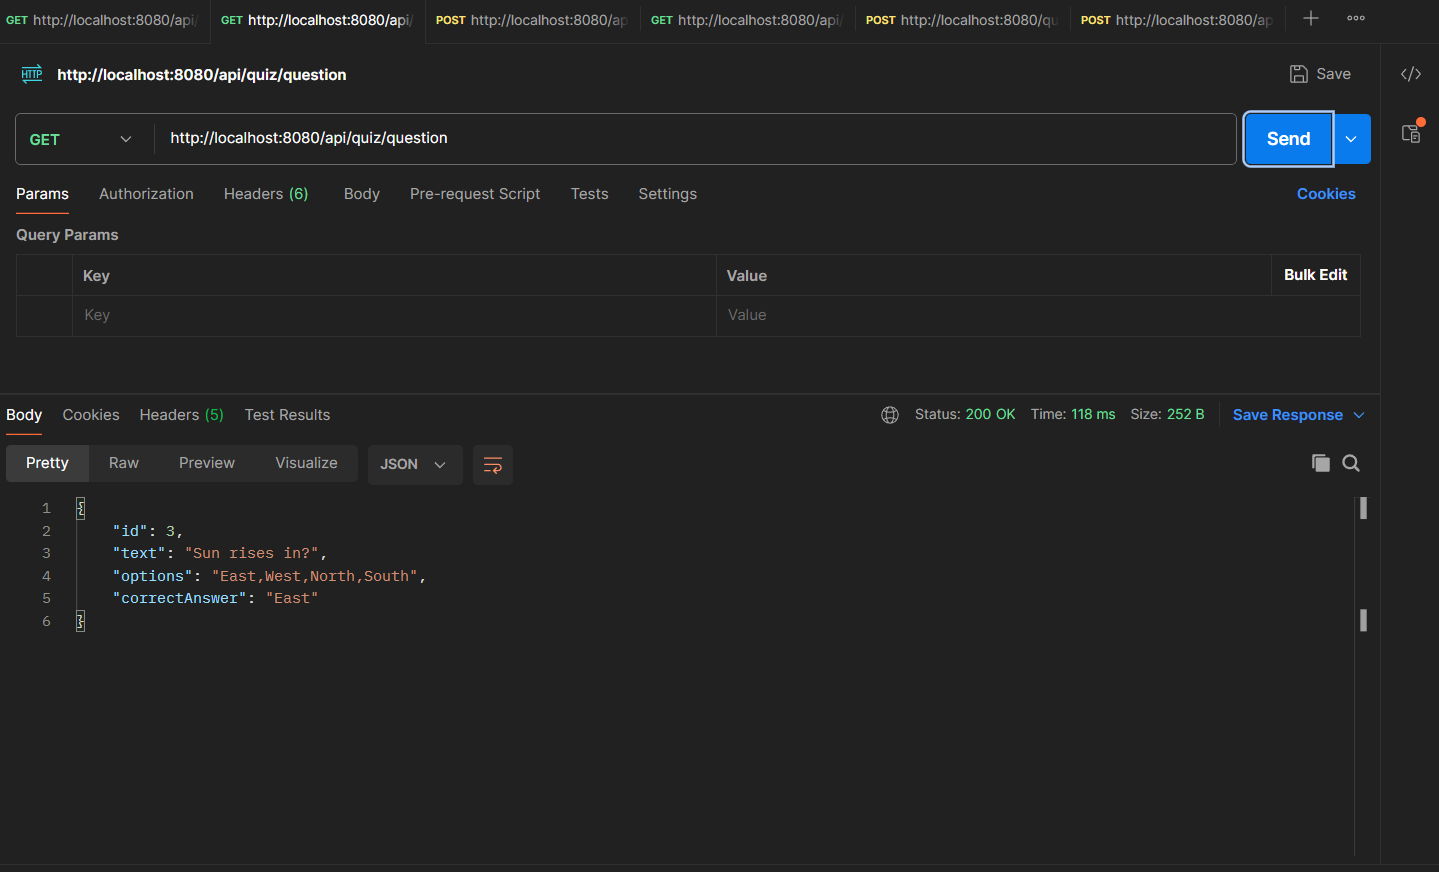 GET http://localhost:8080/api/ GET http://localhost:8080/api/ POST http://localhost:8080/ap GET http://localhost:8080/api/ POST http://localhost:8080/qu POST http://localhost:8080/ap
HTTP http://localhost:8080/api/quiz/question Save
GET http://localhost:8080/api/quiz/question Send
Params Authorization Headers (6) Body Pre-request Script Tests Settings Cookies
Query Params
Key Value Bulk Edit
Key Value
Body Cookies Headers (5) Test Results Status: 200 OK Time: 118 ms Size: 252 B Save Response
Pretty Raw Preview Visualize JSON
1 {
2 "id": 3,
3 "text": "Sun rises in?",
4 "options": "East,West,North,South",
5 "correctAnswer": "East"
6 }